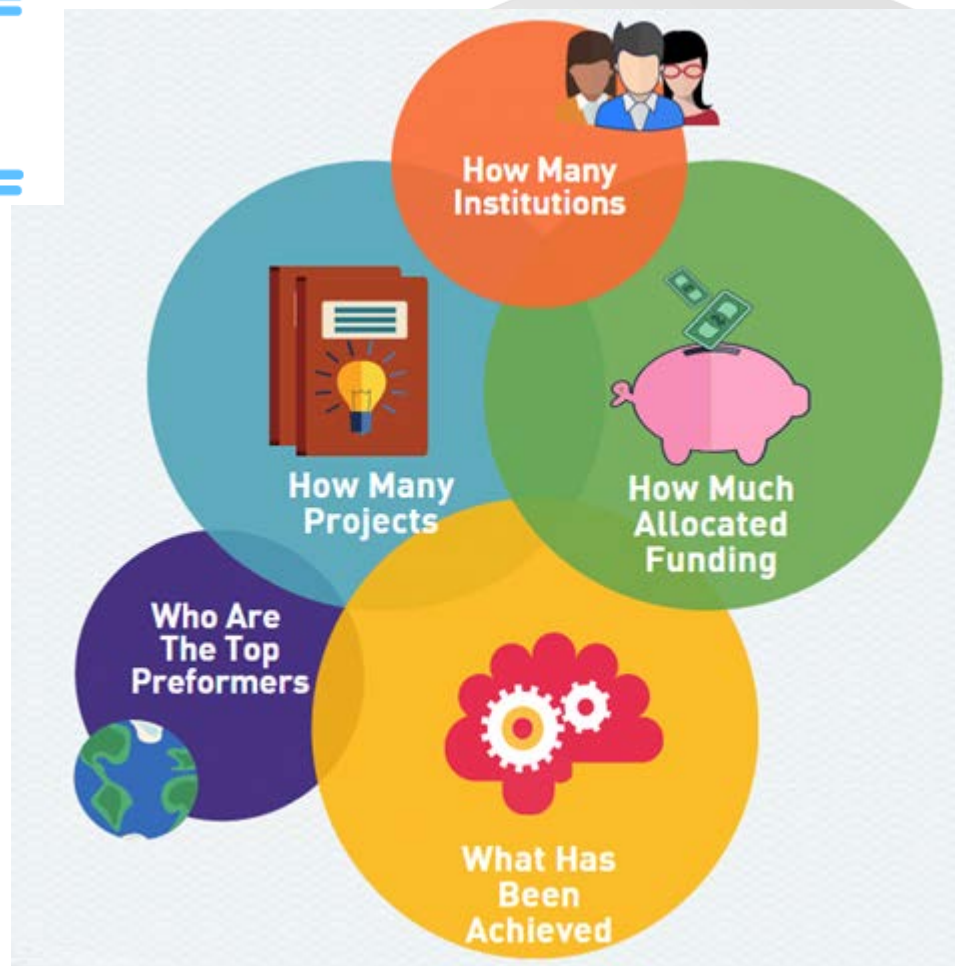 How Many
Institutions
How Many
Projects
How Much
Allocated
Funding
Who Are
The Top
Preformers
What Has
Been
Achieved